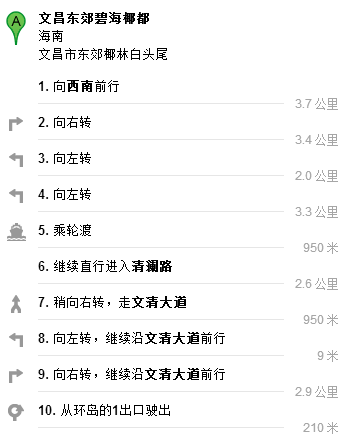 A
文昌东郊碧海椰都
海南
文昌市东郊椰林白头尾
1. 向西南前行
3.7 公里
2. 向右转
3.4 公里
3. 向左转
2.0 公里
4. 向左转
3.3 公里
5. 乘轮渡
950 米
6. 继续直行进入清澜路
2.6 公里
7. 稍向右转，走文清大道
950 米
8. 向左转，继续沿文清大道前行
9 米
9. 向右转，继续沿文清大道前行
2.9 公里
10. 从环岛的1出口驶出
210 米